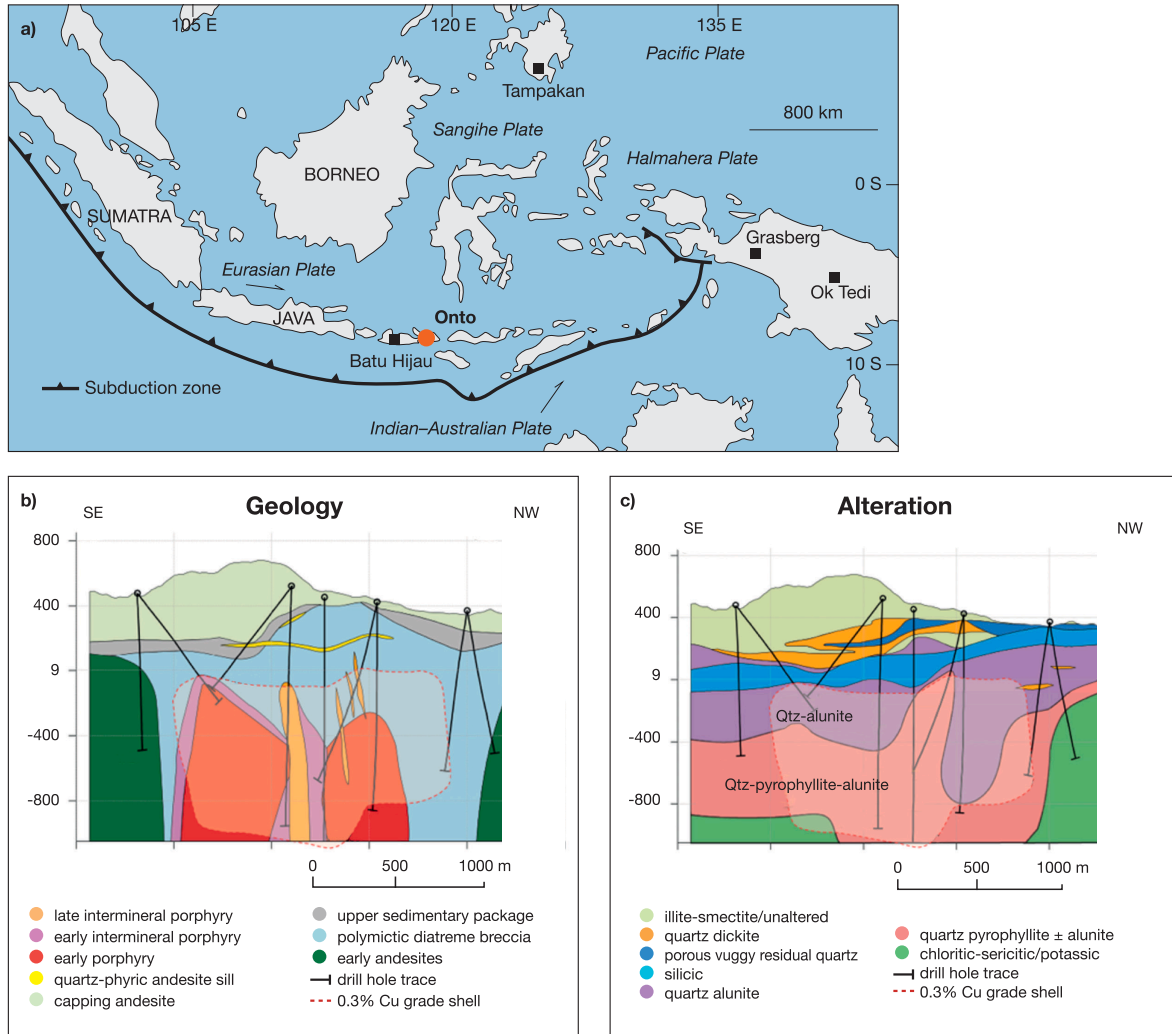 a)
105 E
120 E
135 E
Pacific Plate
Tampakan
800 km
Sangihe Plate
Halmahera Plate
BORNEO
0 S
SUMATRA
Grasberg
Eurasian Plate
Ok Tedi
JAVA
Onto
Batu Hijau
10 S
Subduction zone
Indian–Australian Plate
b)
Geology
SE
NW
800
400
9
-400
-800
0
500
1000 m
late intermineral porphyry
early intermineral porphyry
early porphyry
quartz-phyric andesite sill
capping andesite
upper sedimentary package
polymictic diatreme breccia
early andesites
drill hole trace
0.3% Cu grade shell
c)
Alteration
SE
NW
800
400
9
-400
-800
Qtz-alunite
Qtz-pyrophyllite-alunite
0
500
1000 m
illite-smectite/unaltered
quartz dickite
porous vuggy residual quartz
silicic
quartz alunite
quartz pyrophyllite ± alunite
chloritic-sericitic/potassic
drill hole trace
0.3% Cu grade shell